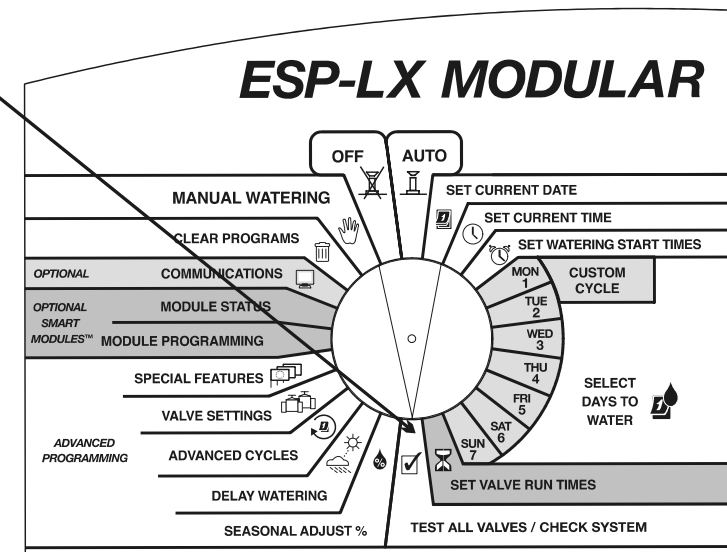 ESP-LX MODULAR
OFF
AUTO
MANUAL WATERING
SET CURRENT DATE
CLEAR PROGRAMS
SET CURRENT TIME
SET WATERING START TIMES
OPTIONAL
COMMUNICATIONS
MON
1
CUSTOM
CYCLE
OPTIONAL
SMART
MODULES™
MODULE STATUS
MODULE PROGRAMMING
TUE
2
WED
3
THU
4
FRI
5
SAT
6
SUN
7
SELECT
DAYS TO
WATER
SPECIAL FEATURES
VALVE SETTINGS
ADVANCED
PROGRAMMING
ADVANCED CYCLES
DELAY WATERING
SEASONAL ADJUST %
%
SET VALVE RUN TIMES
TEST ALL VALVES / CHECK SYSTEM